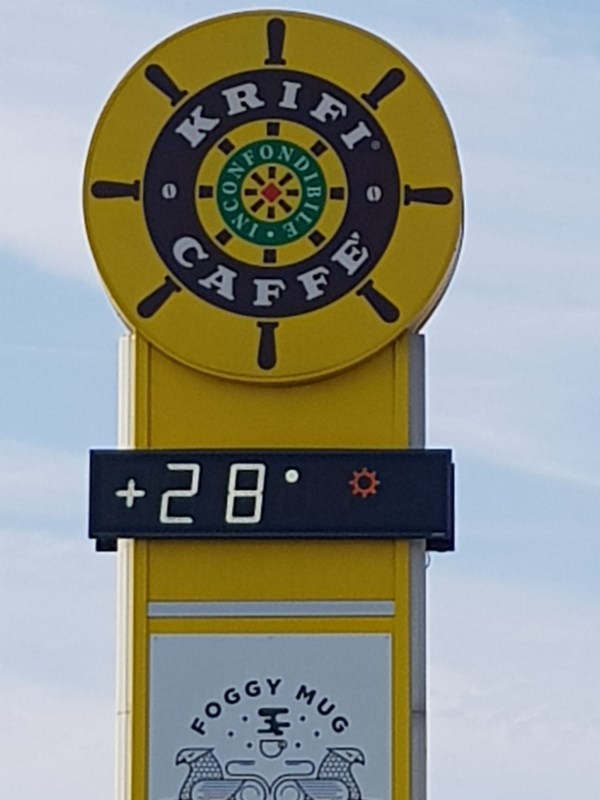 KRIFI®
INCONFONDIBILE •
CAFFÈ
+28°
FOGGY MUG